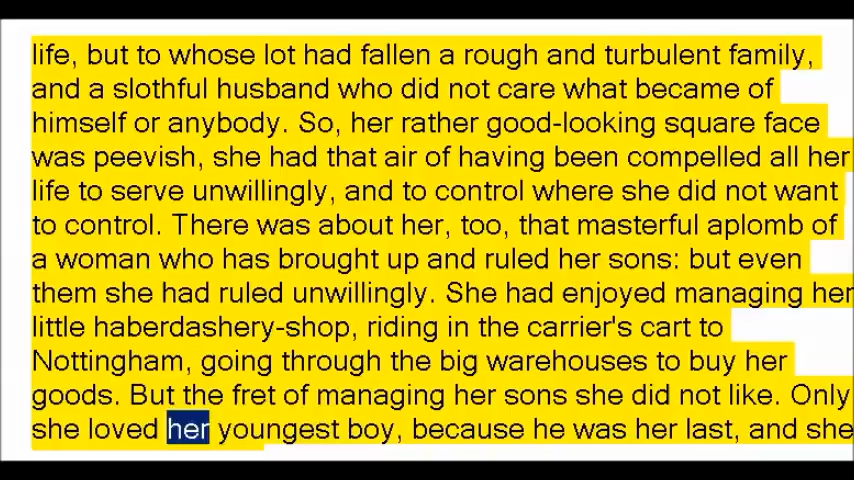 life, but to whose lot had fallen a rough and turbulent family,
and a slothful husband who did not care what became of
himself or anybody. So, her rather good-looking square face
was peevish, she had that air of having been compelled all her
life to serve unwillingly, and to control where she did not want
to control. There was about her, too, that masterful aplomb of
a woman who has brought up and ruled her sons: but even
them she had ruled unwillingly. She had enjoyed managing her
little haberdashery-shop, riding in the carrier's cart to
Nottingham, going through the big warehouses to buy her
goods. But the fret of managing her sons she did not like. Only
she loved her youngest boy, because he was her last, and she